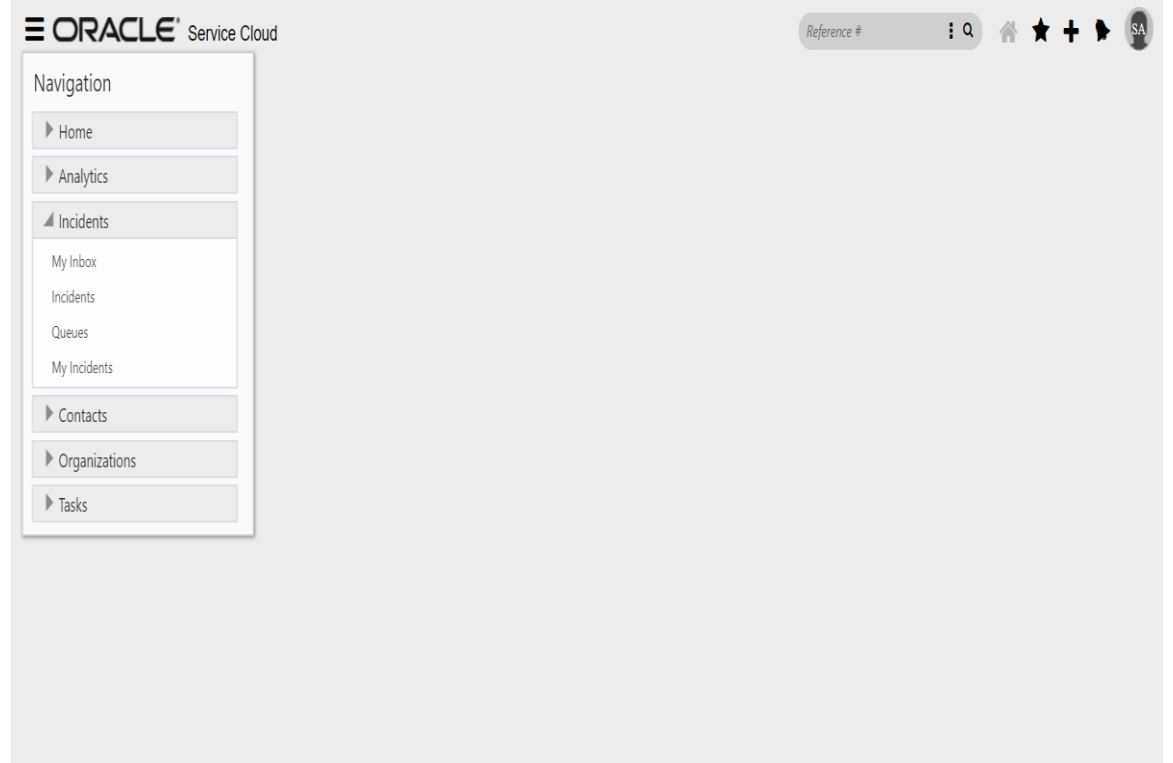 ORACLE® Service Cloud
Reference #
SA
Navigation
Home
Analytics
Incidents
My Inbox
Incidents
Queues
My Incidents
Contacts
Organizations
Tasks